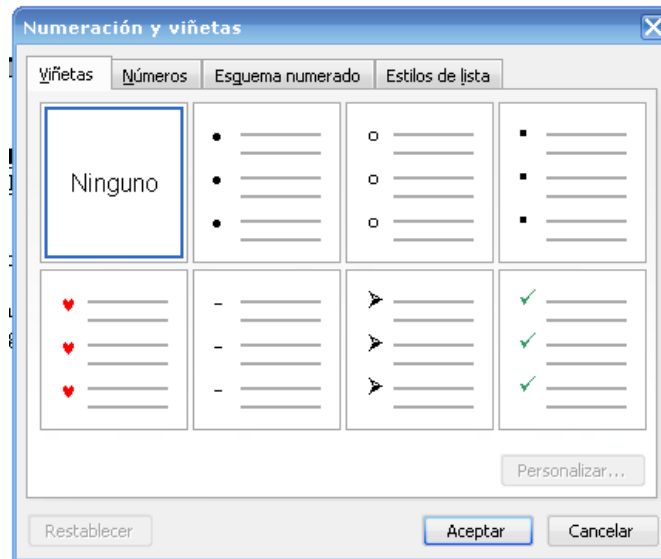 Numeración y viñetas
Viñetas Números Esquema numerado Estilos de lista
Ninguno
Personalizar...
Restablecer Aceptar Cancelar